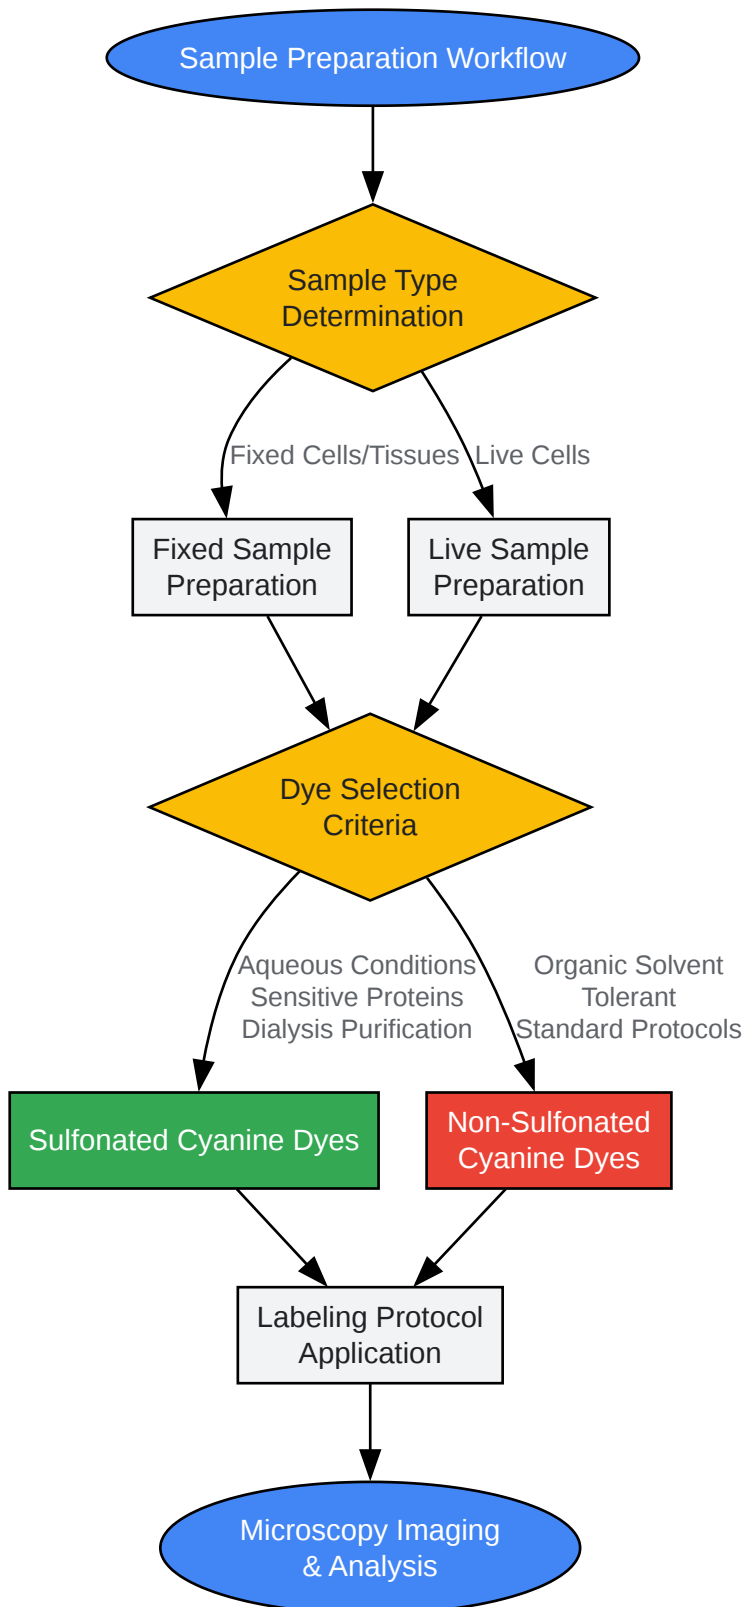 Sample Preparation Workflow
Sample Type
Determination
Fixed Cells/Tissues
Live Cells
Fixed Sample
Preparation
Live Sample
Preparation
Dye Selection
Criteria
Aqueous Conditions
Sensitive Proteins
Dialysis Purification
Organic Solvent
Tolerant
Standard Protocols
Sulfonated Cyanine Dyes
Non-Sulfonated
Cyanine Dyes
Labeling Protocol
Application
Microscopy Imaging
& Analysis